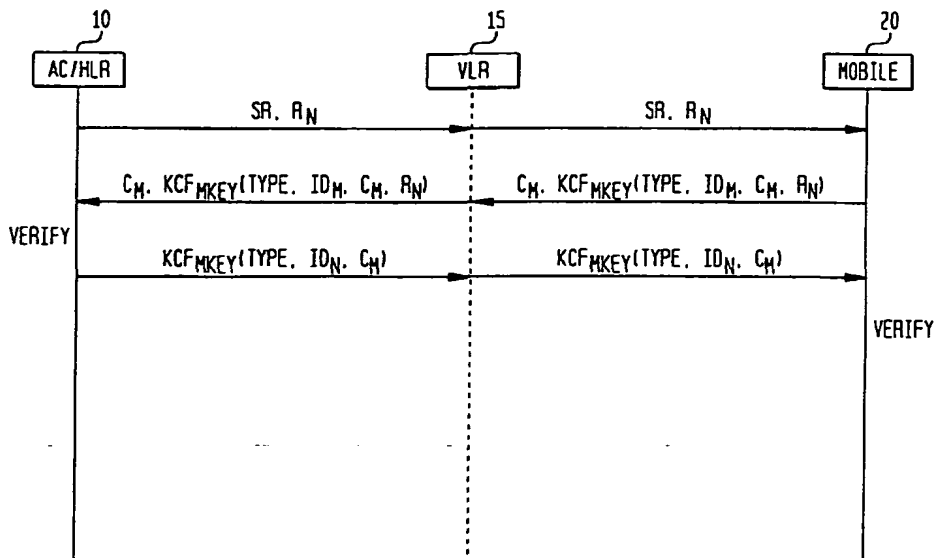 10 15 20
AC/HLR VLR MOBILE
SR, R_N SR, R_N
C_M, KCF_MKEY(TYPE, ID_M, C_M, R_N) C_M, KCF_MKEY(TYPE, ID_M, C_M, R_N)
VERIFY
KCF_MKEY(TYPE, ID_N, C_M) KCF_MKEY(TYPE, ID_N, C_M)
VERIFY